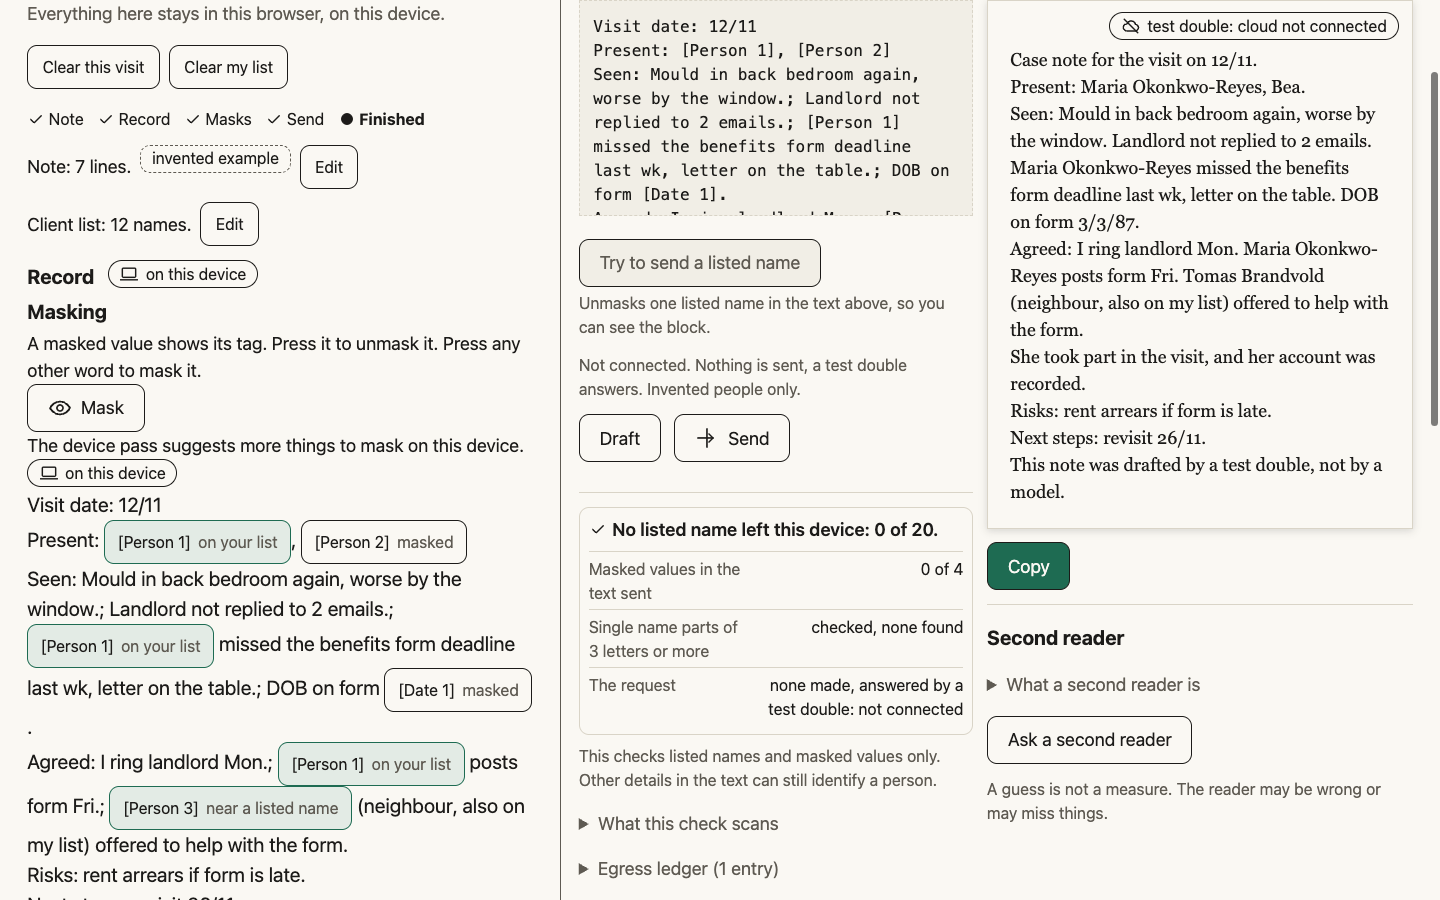 Everything here stays in this browser, on this device.
Clear this visit
Clear my list
Note
Record
Masks
Send
Finished
Note: 7 lines.
invented example
Edit
Client list: 12 names.
Edit
Record
on this device
Masking
A masked value shows its tag. Press it to unmask it. Press any
other word to mask it.
Mask
The device pass suggests more things to mask on this device.
on this device
Visit date: 12/11
Present: [Person 1] on your list, [Person 2] masked
Seen: Mould in back bedroom again, worse by the
window.; Landlord not replied to 2 emails.;
[Person 1] on your list missed the benefits form deadline
last wk, letter on the table.; DOB on form [Date 1] masked
.
Agreed: I ring landlord Mon.; [Person 1] on your list posts
form Fri.; [Person 3] near a listed name (neighbour, also on
my list) offered to help with the form.
Risks: rent arrears if form is late.
Visit date: 12/11
Present: [Person 1], [Person 2]
Seen: Mould in back bedroom again,
worse by the window.; Landlord not
replied to 2 emails.; [Person 1]
missed the benefits form deadline
last wk, letter on the table.; DOB on
form [Date 1].
Try to send a listed name
Unmasks one listed name in the text above, so you
can see the block.
Not connected. Nothing is sent, a test double
answers. Invented people only.
Draft
Send
No listed name left this device: 0 of 20.
Masked values in the
text sent
0 of 4
Single name parts of
3 letters or more
checked, none found
The request
none made, answered by a
test double: not connected
This checks listed names and masked values only.
Other details in the text can still identify a person.
What this check scans
Egress ledger (1 entry)
test double: cloud not connected
Case note for the visit on 12/11.
Present: Maria Okonkwo-Reyes, Bea.
Seen: Mould in back bedroom again, worse by
the window. Landlord not replied to 2 emails.
Maria Okonkwo-Reyes missed the benefits
form deadline last wk, letter on the table. DOB
on form 3/3/87.
Agreed: I ring landlord Mon. Maria Okonkwo-
Reyes posts form Fri. Tomas Brandvold
(neighbour, also on my list) offered to help with
the form.
She took part in the visit, and her account was
recorded.
Risks: rent arrears if form is late.
Next steps: revisit 26/11.
This note was drafted by a test double, not by a
model.
Copy
Second reader
What a second reader is
Ask a second reader
A guess is not a measure. The reader may be wrong or
may miss things.